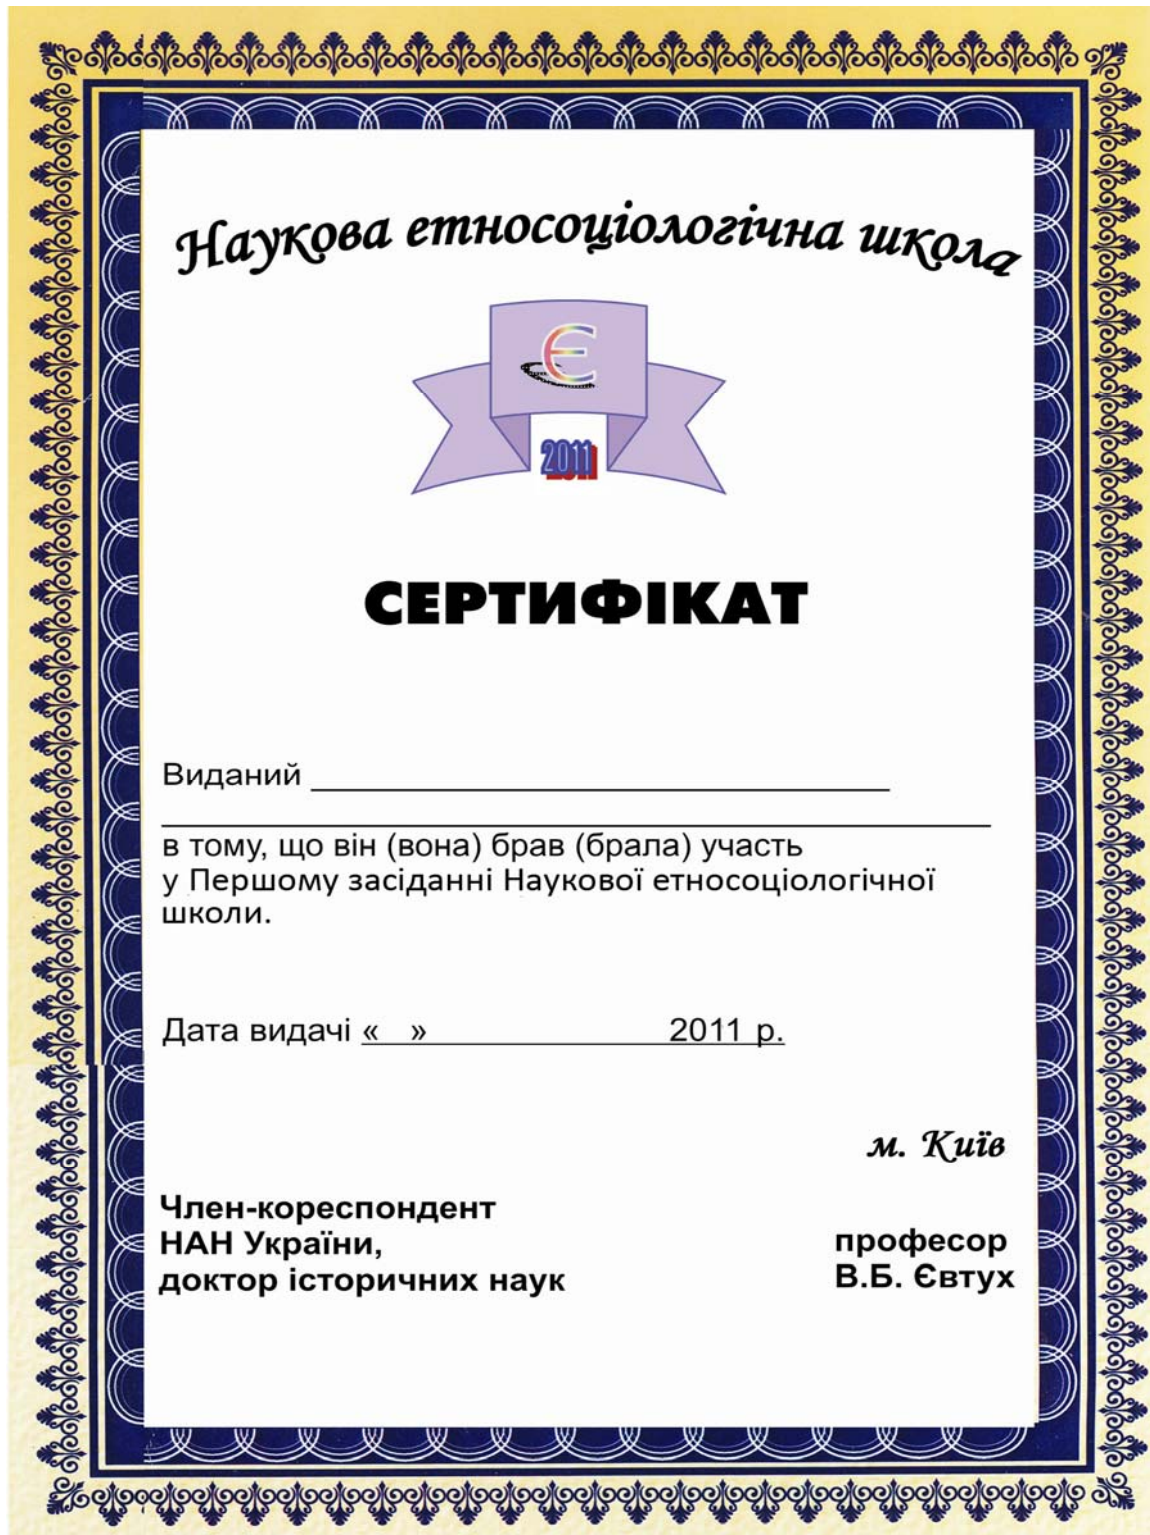 Наукова етносоціологічна школа
Є
2011
СЕРТИФІКАТ
Виданий
в тому, що він (вона) брав (брала) участь
у Першому засіданні Наукової етносоціологічної
школи.
Дата видачі «   » 2011 р.
м. Київ
Член-кореспондент
НАН України,
доктор історичних наук
професор
В.Б. Євтух